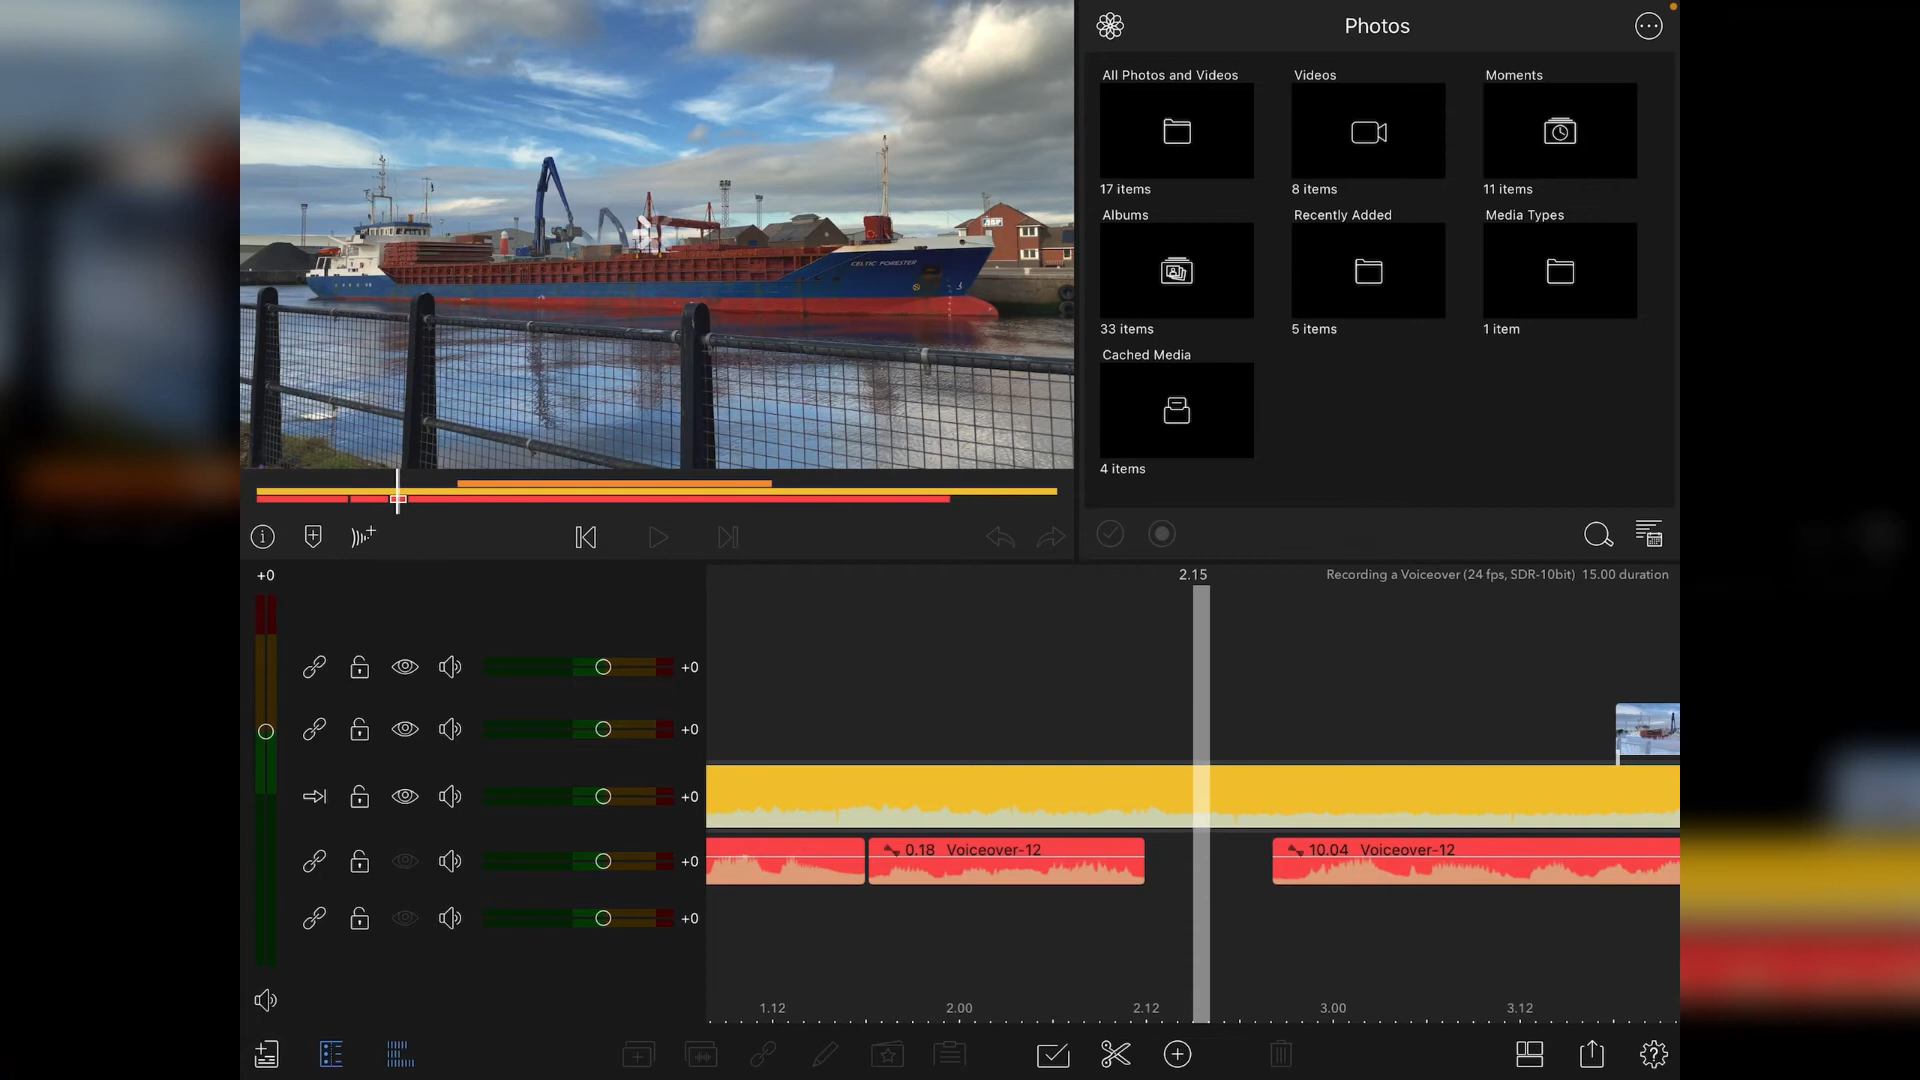 Photos
All Photos and Videos
Videos
Moments
17 items
8 items
11 items
Albums
Recently Added
Media Types
33 items
5 items
1 item
Cached Media
4 items
CELTIC FORESTER
+0
2.15
Recording a Voiceover (24 fps, SDR-10bit) 15.00 duration
+0
+0
+0
+0
0.18 Voiceover-12
10.04 Voiceover-12
+0
1.12
2.00
2.12
3.00
3.12